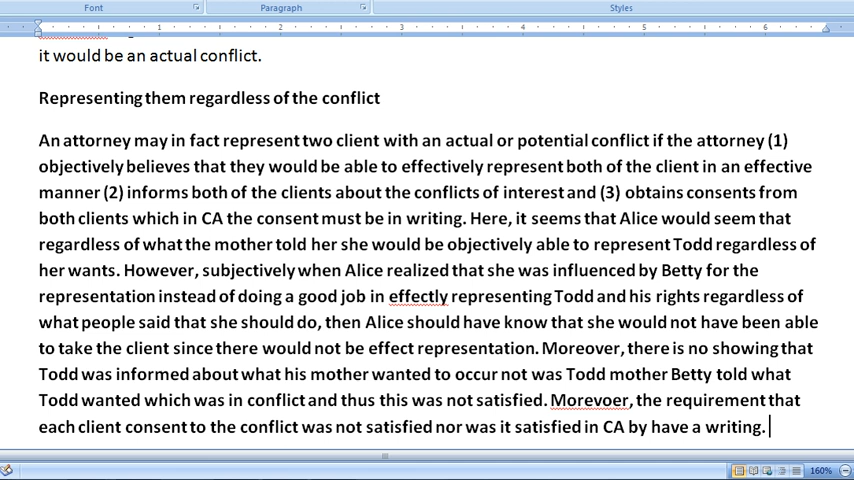 Font Paragraph Styles
1 2 3 4 5 6
it would be an actual conflict.
Representing them regardless of the conflict
An attorney may in fact represent two client with an actual or potential conflict if the attorney (1)
objectively believes that they would be able to effectively represent both of the client in an effective
manner (2) informs both of the clients about the conflicts of interest and (3) obtains consents from
both clients which in CA the consent must be in writing. Here, it seems that Alice would seem that
regardless of what the mother told her she would be objectively able to represent Todd regardless of
her wants. However, subjectively when Alice realized that she was influenced by Betty for the
representation instead of doing a good job in effectly representing Todd and his rights regardless of
what people said that she should do, then Alice should have know that she would not have been able
to take the client since there would not be effect representation. Moreover, there is no showing that
Todd was informed about what his mother wanted to occur not was Todd mother Betty told what
Todd wanted which was in conflict and thus this was not satisfied. Morevoer, the requirement that
each client consent to the conflict was not satisfied nor was it satisfied in CA by have a writing.
160%